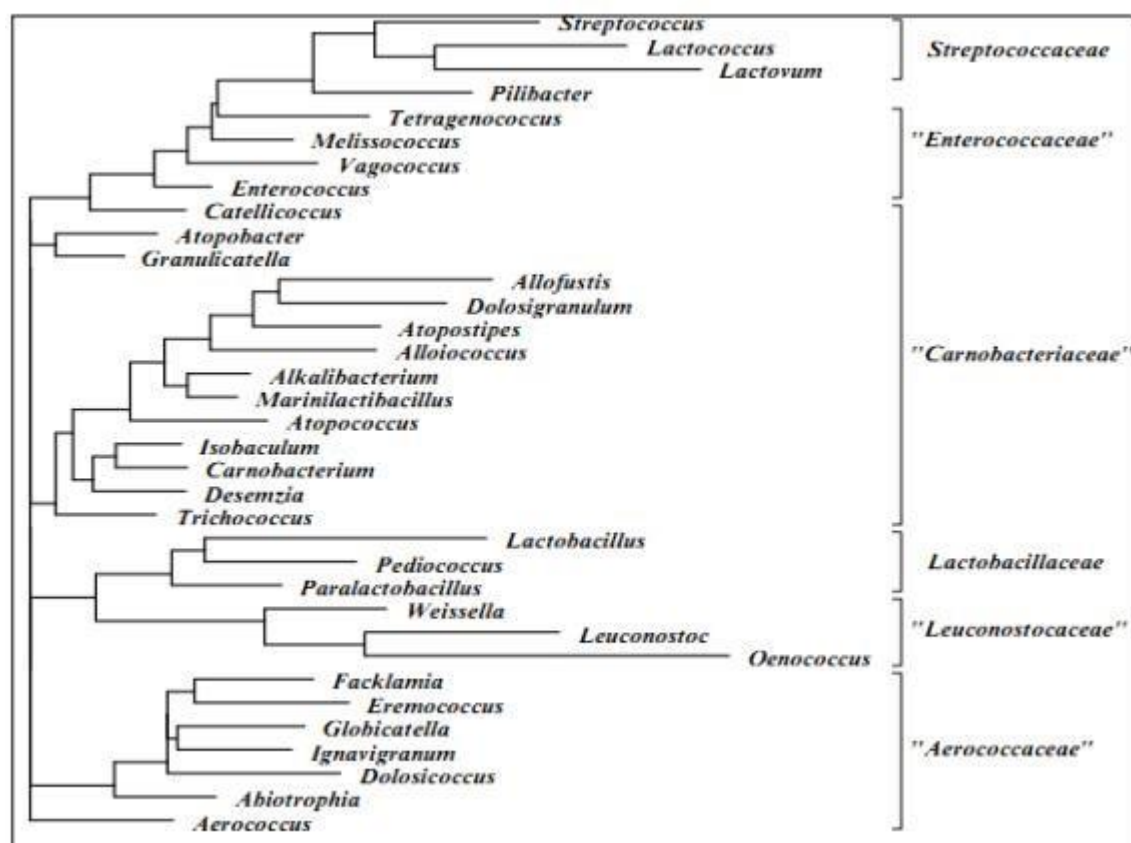 Streptococcus
Lactococcus
Lactovum
Pilibacter
Tetragenococcus
Melissococcus
Vagococcus
Enterococcus
Catellicoccus
Atopobacter
Granulicatella
Allofustis
Dolosigranulum
Atopostipes
Alloiococcus
Alkalibacterium
Marinilactibacillus
Atopococcus
Isobaculum
Carnobacterium
Desemzia
Trichococcus
Lactobacillus
Pediococcus
Paralactobacillus
Weissella
Leuconostoc
Oenococcus
Facklamia
Eremococcus
Globicatella
Ignavigranum
Dolosicoccus
Abiotrophia
Aerococcus
Streptococcaceae
"Enterococcaceae"
"Carnobacteriaceae"
Lactobacillaceae
"Leuconostocaceae"
"Aerococcaceae"